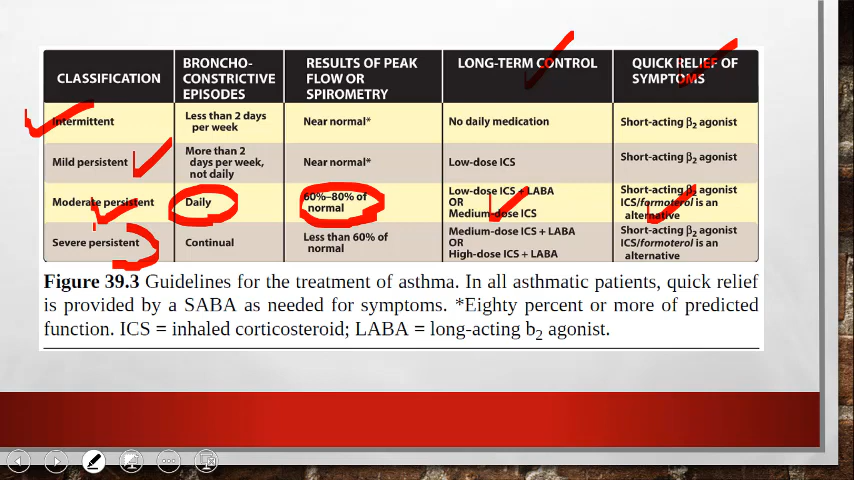 CLASSIFICATION
BRONCHO-
CONSTRICTIVE
EPISODES
RESULTS OF PEAK
FLOW OR
SPIROMETRY
LONG-TERM CONTROL
QUICK RELIEF OF
SYMPTOMS
Intermittent
Less than 2 days
per week
Near normal*
No daily medication
Short-acting β2 agonist
Mild persistent
More than 2
days per week,
not daily
Near normal*
Low-dose ICS
Short-acting β2 agonist
Moderate persistent
Daily
60%–80% of
normal
Low-dose ICS + LABA
OR
Medium-dose ICS
Short-acting β2 agonist
ICS/formoterol is an
alternative
Severe persistent
Continual
Less than 60% of
normal
Medium-dose ICS + LABA
OR
High-dose ICS + LABA
Short-acting β2 agonist
ICS/formoterol is an
alternative
Figure 39.3 Guidelines for the treatment of asthma. In all asthmatic patients, quick relief
is provided by a SABA as needed for symptoms. *Eighty percent or more of predicted
function. ICS = inhaled corticosteroid; LABA = long-acting b2 agonist.